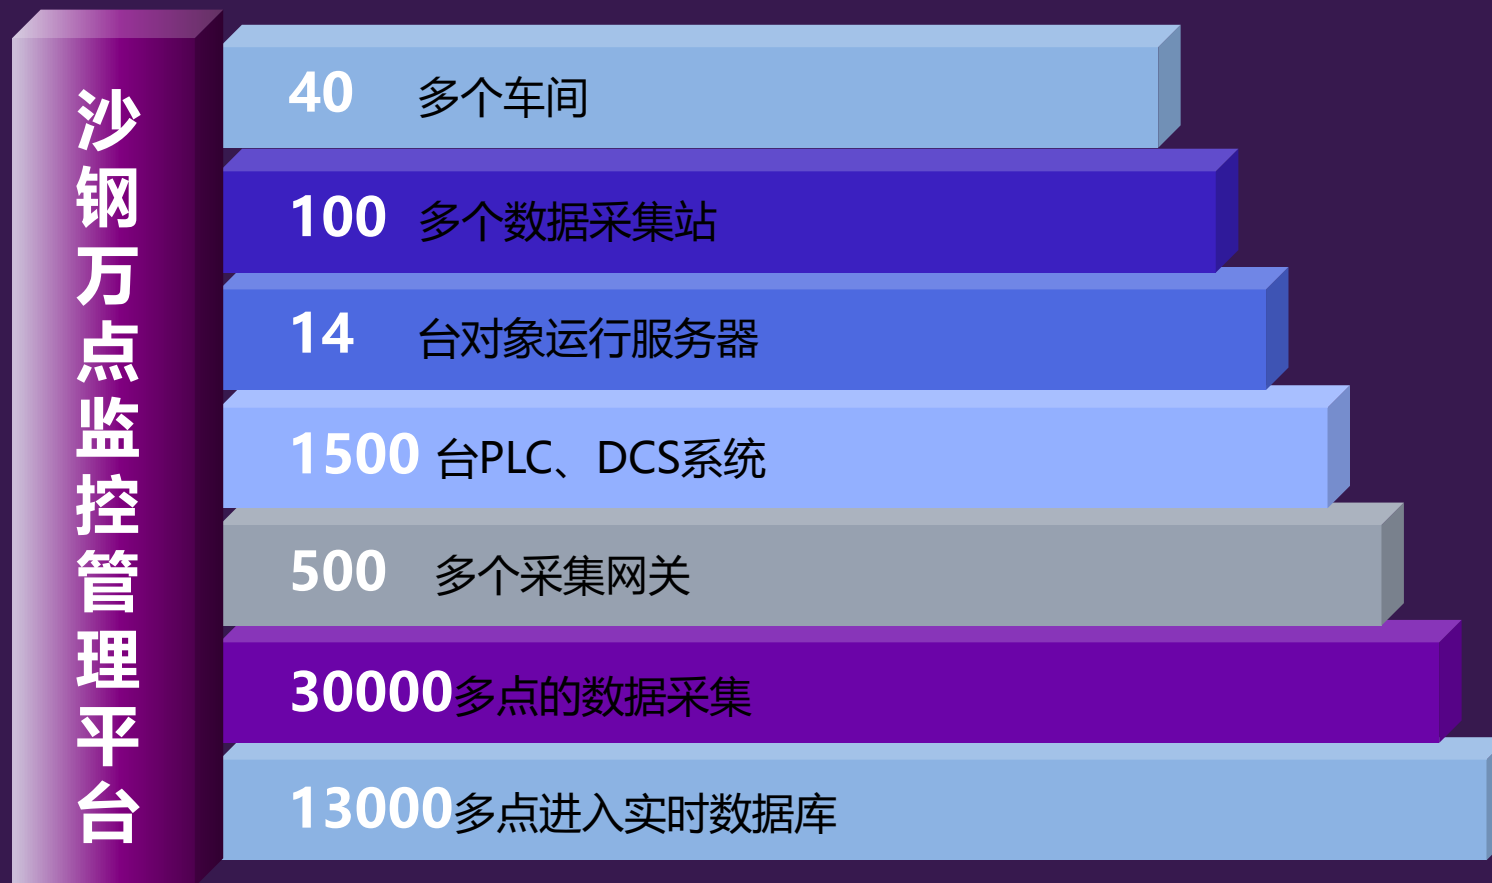 沙钢万点监控管理平台
40 多个车间
100 多个数据采集站
14 台对象运行服务器
1500 台PLC、DCS系统
500 多个采集网关
30000多点的数据采集
13000多点进入实时数据库